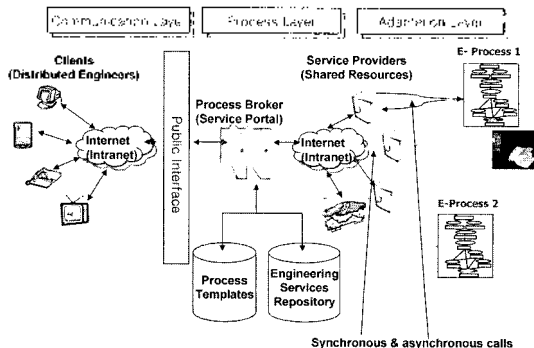 Communication Laye
Process Layer
Adaptation Layer
Clients
(Distributed Engineers)
Service Providers
(Shared Resources)
E- Process 1
Process Broker
(Service Portal)
Public Interface
Internet
(Intranet)
Internet
(Intranet)
E-Process 2
Process
Templates
Engineering
Services
Repository
Synchronous & asynchronous calls